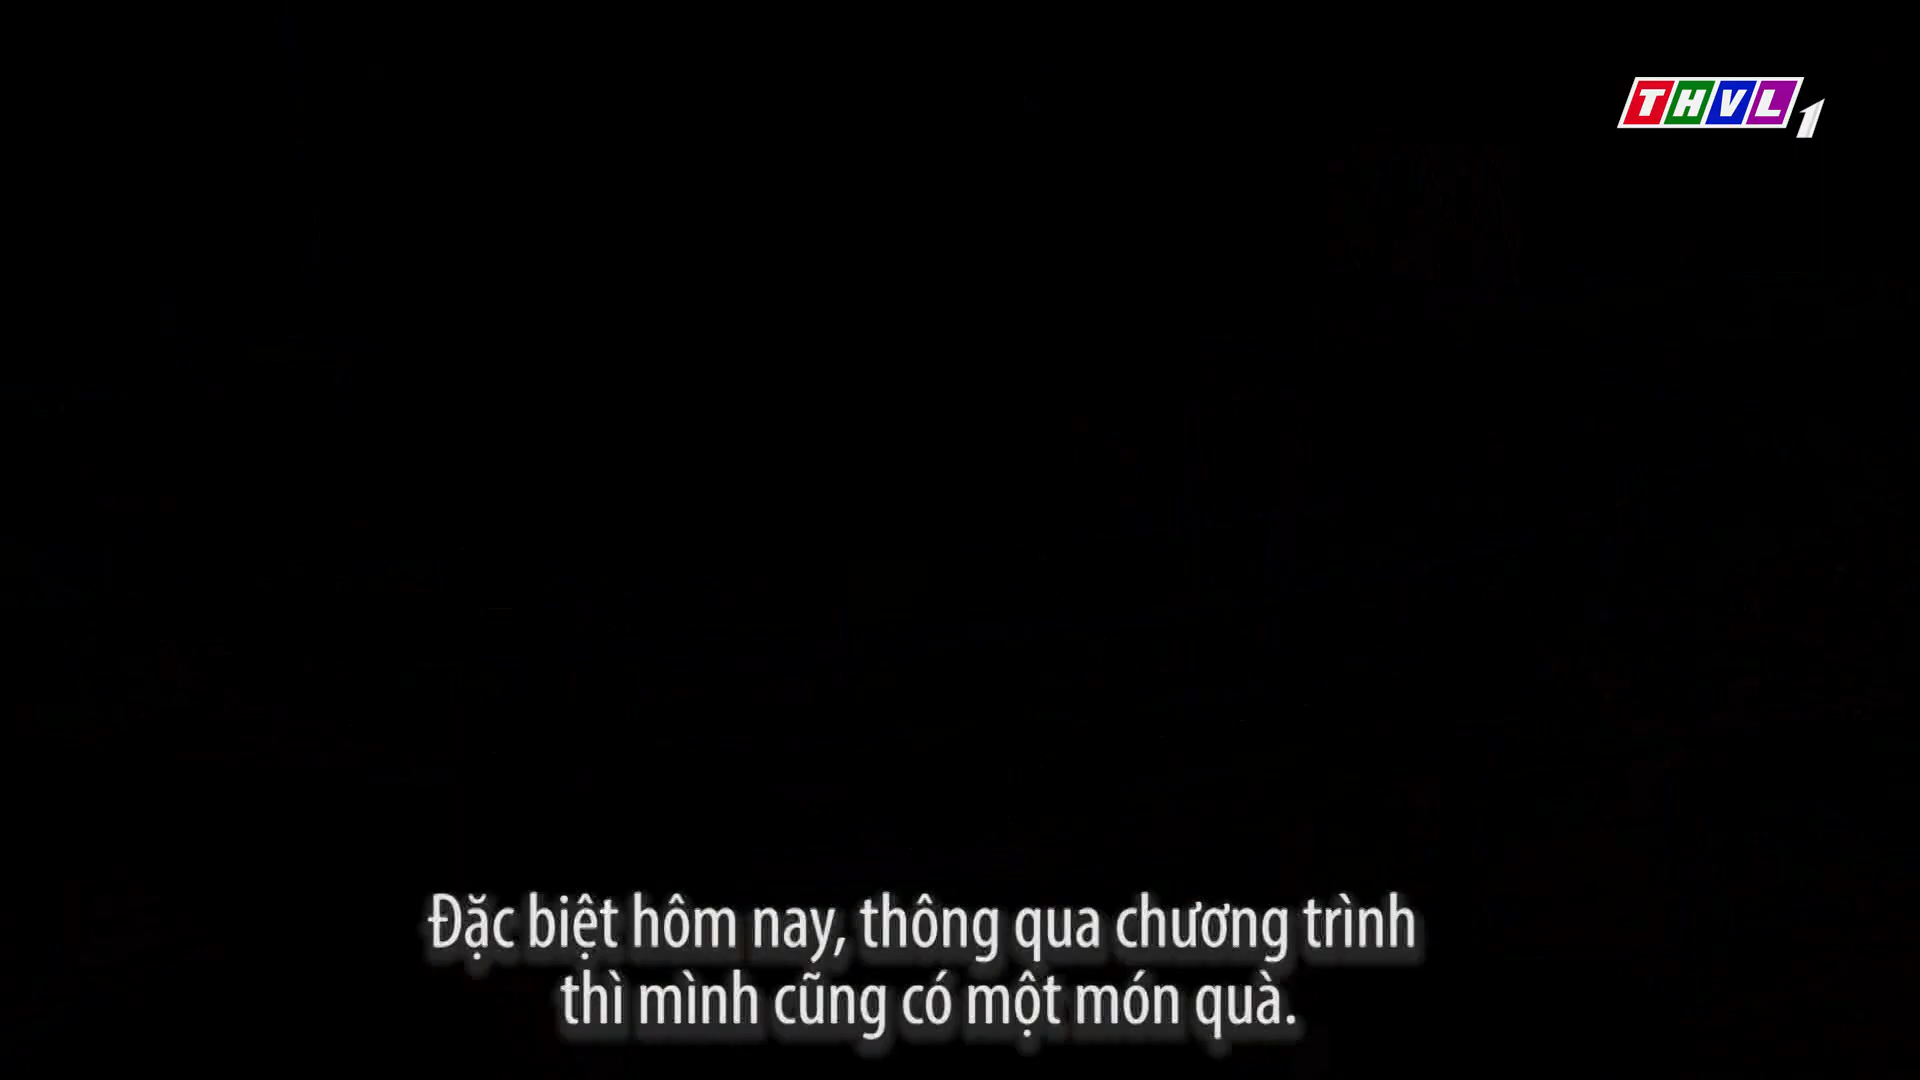 THVL1
Đặc biệt hôm nay, thông qua chương trình
thì mình cũng có một món quà.